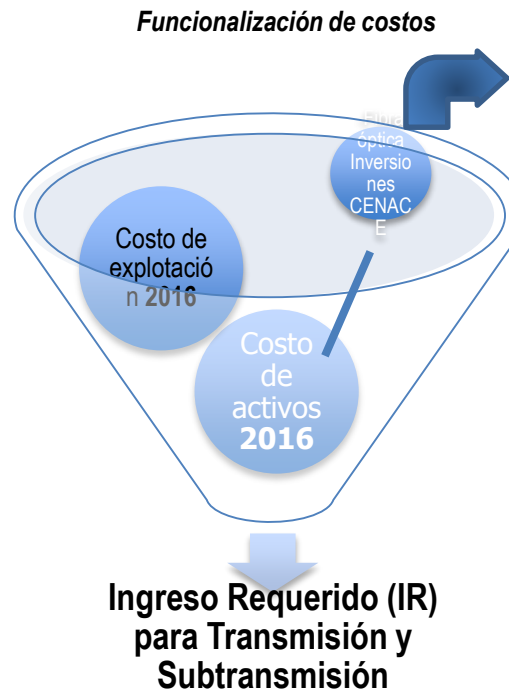 Funcionalización de costos
Fibra
óptica
Inversio
nes
CENAC
E
Costo de
explotació
n 2016
Costo
de
activos
2016
Ingreso Requerido (IR)
para Transmisión y
Subtransmisión